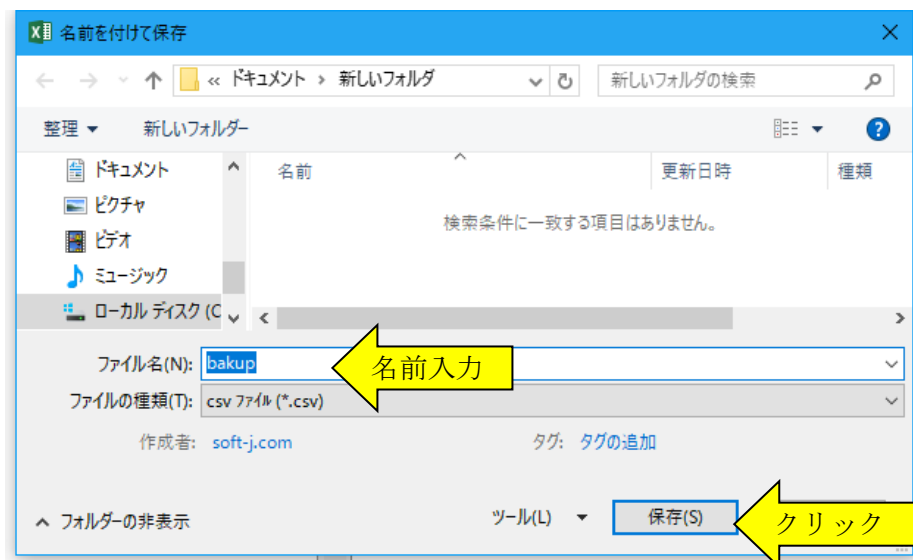 名前を付けて保存
« ドキュメント › 新しいフォルダ
新しいフォルダの検索
整理 ▼ 新しいフォルダー
ドキュメント
ピクチャ
ビデオ
ミュージック
ローカル ディスク (C
名前 更新日時 種類
検索条件に一致する項目はありません。
ファイル名(N): bakup
名前入力
ファイルの種類(T): csv ファイル (*.csv)
作成者: soft-j.com タグ: タグの追加
フォルダーの非表示 ツール(L) ▼ 保存(S)
クリック